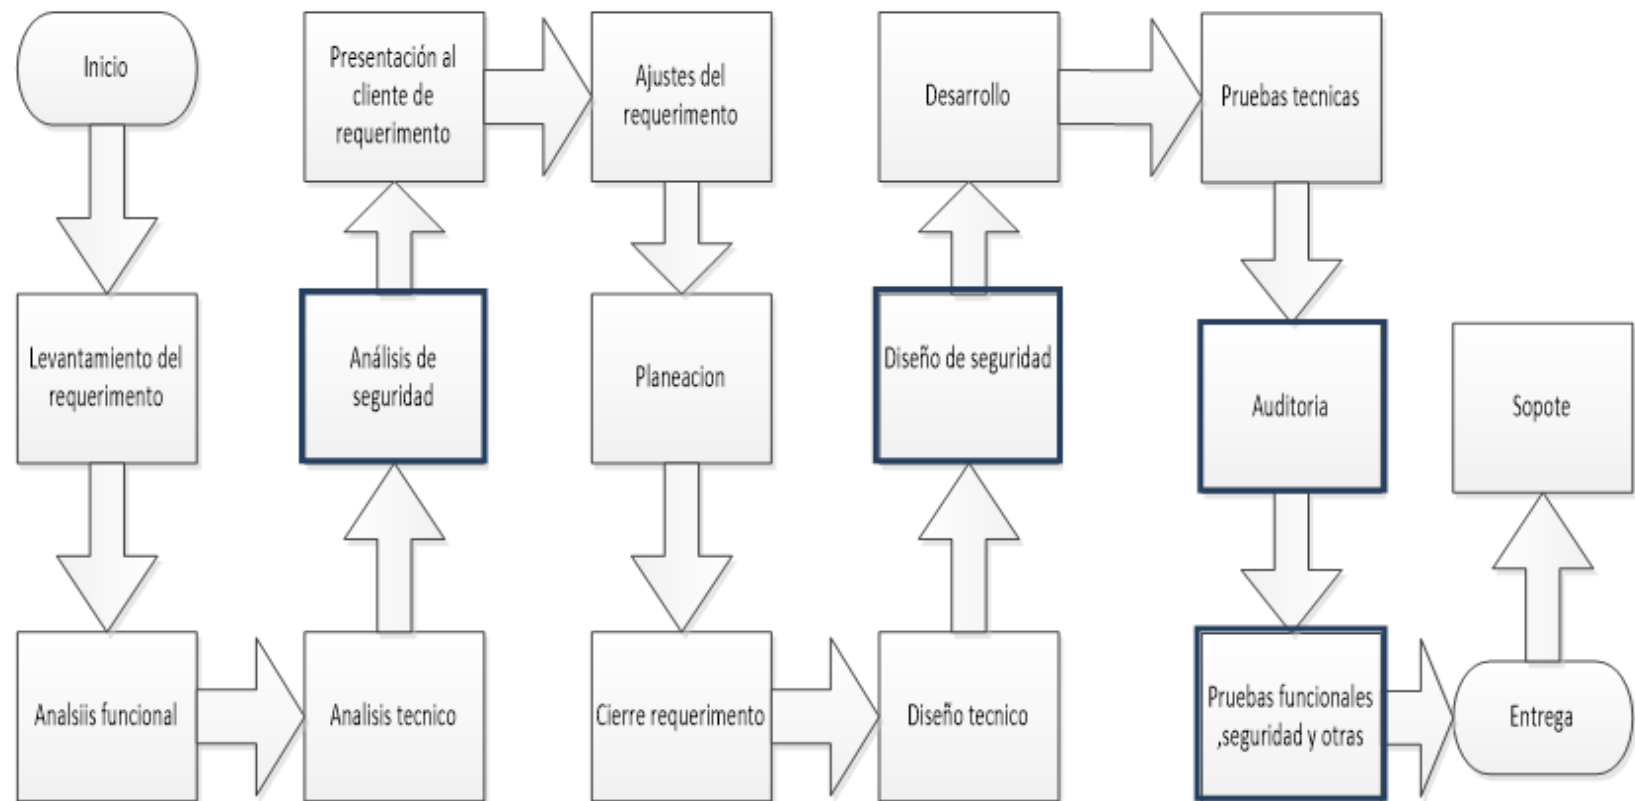 Inicio
Levantamiento del
requerimento
Analsiis funcional
Analisis tecnico
Análisis de
seguridad
Presentación al
cliente de
requerimento
Ajustes del
requerimento
Planeacion
Cierre requerimento
Diseño tecnico
Diseño de seguridad
Desarrollo
Pruebas tecnicas
Auditoria
Pruebas funcionales
,seguridad y otras
Entrega
Sopote